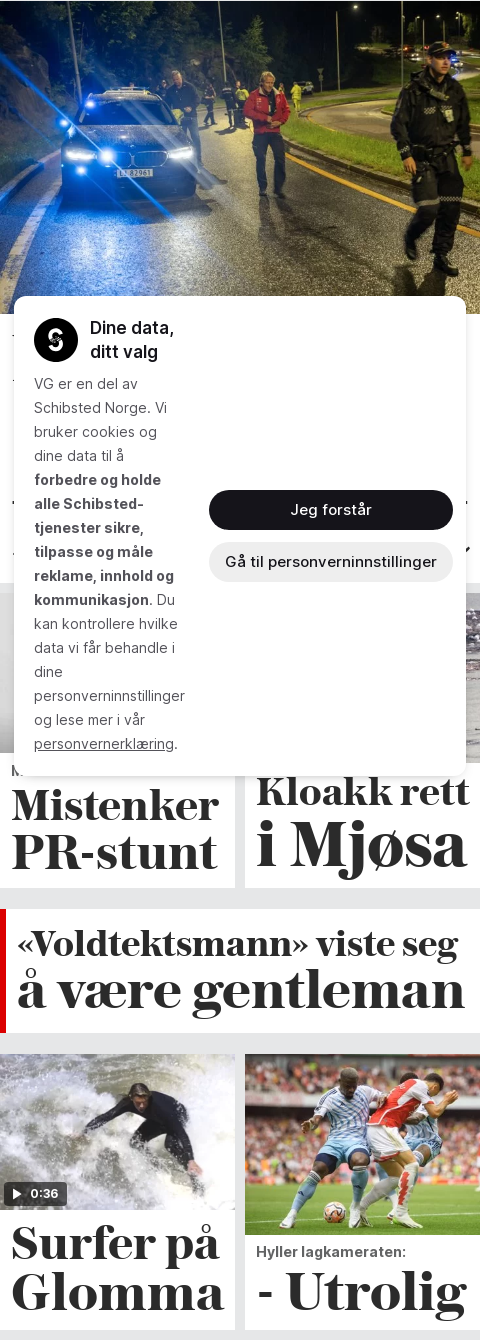 Dine data,
ditt valg
VG er en del av
Schibsted Norge. Vi
bruker cookies og
dine data til å
forbedre og holde
alle Schibsted-
tjenester sikre,
tilpasse og måle
reklame, innhold og
kommunikasjon. Du
kan kontrollere hvilke
data vi får behandle i
dine
personverninnstillinger
og lese mer i vår
personvernerklæring.
Jeg forstår
Gå til personverninnstillinger
Mistenker
PR-stunt
Kloakk rett
i Mjøsa
«Voldtektsmann» viste seg
å være gentleman
0:36
Surfer på
Glomma
Hyller lagkameraten:
- Utrolig